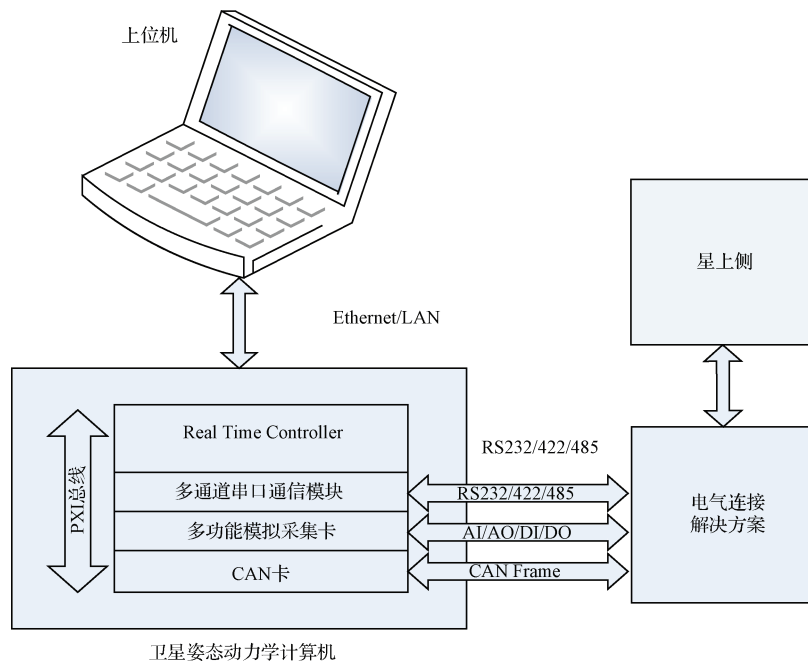 上位机
Ethernet/LAN
星上侧
PXI总线
Real Time Controller
多通道串口通信模块
多功能模拟采集卡
CAN卡
RS232/422/485
RS232/422/485
AI/AO/DI/DO
CAN Frame
电气连接
解决方案
卫星姿态动力学计算机